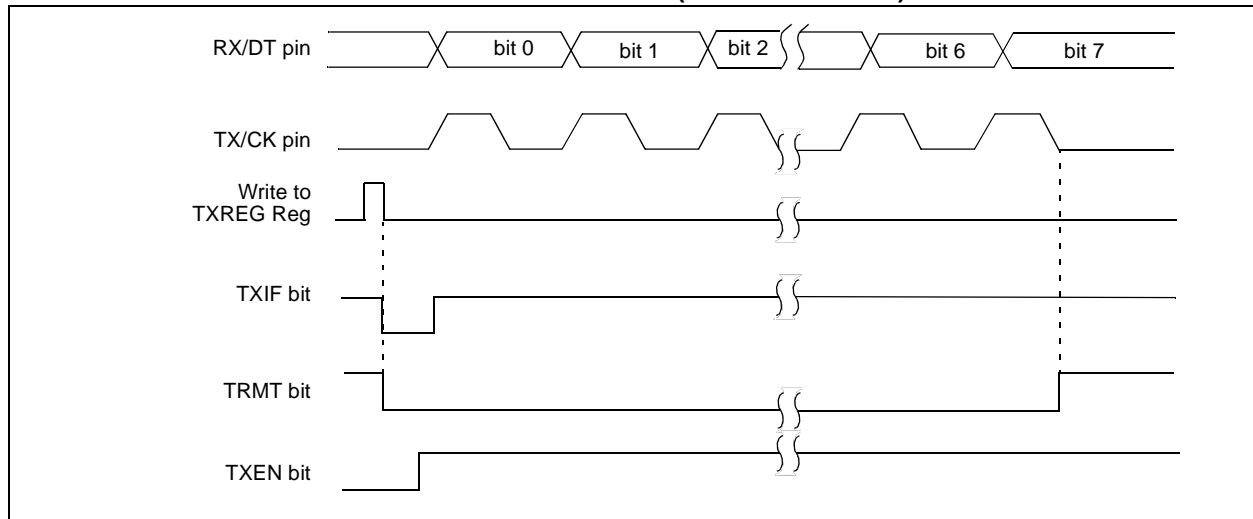 RX/DT pin
bit 0
bit 1
bit 2
bit 6
bit 7
TX/CK pin
Write to
TXREG Reg
TXIF bit
TRMT bit
TXEN bit